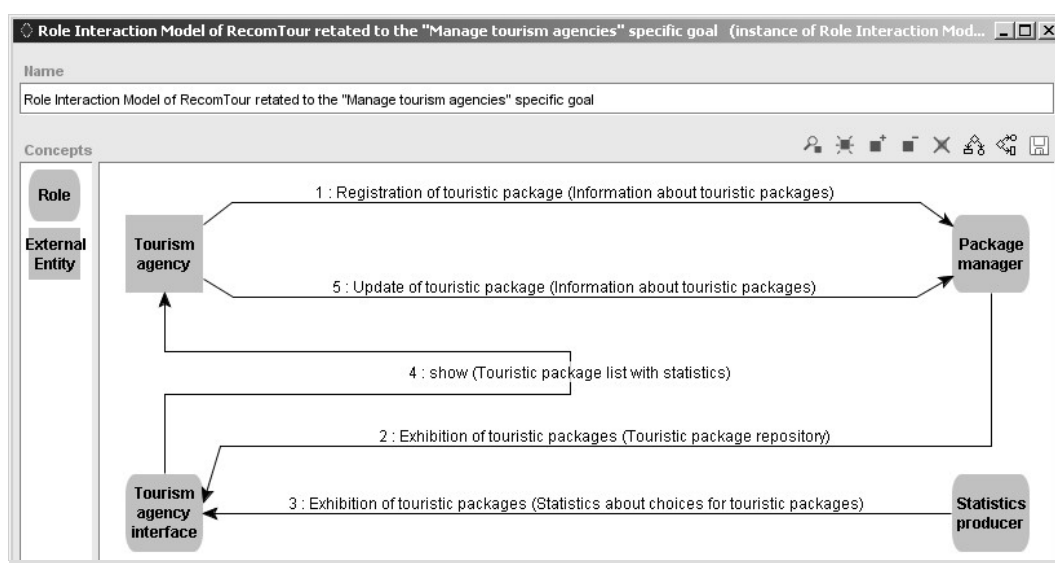 Role Interaction Model of RecomTour retated to the "Manage tourism agencies" specific goal (instance of Role Interaction Mod...
Name
Role Interaction Model of RecomTour retated to the "Manage tourism agencies" specific goal
Concepts
Role
External
Entity
1 : Registration of touristic package (Information about touristic packages)
Tourism
agency
Package
manager
5 : Update of touristic package (Information about touristic packages)
4 : show (Touristic package list with statistics)
2 : Exhibition of touristic packages (Touristic package repository)
Tourism
agency
interface
3 : Exhibition of touristic packages (Statistics about choices for touristic packages)
Statistics
producer